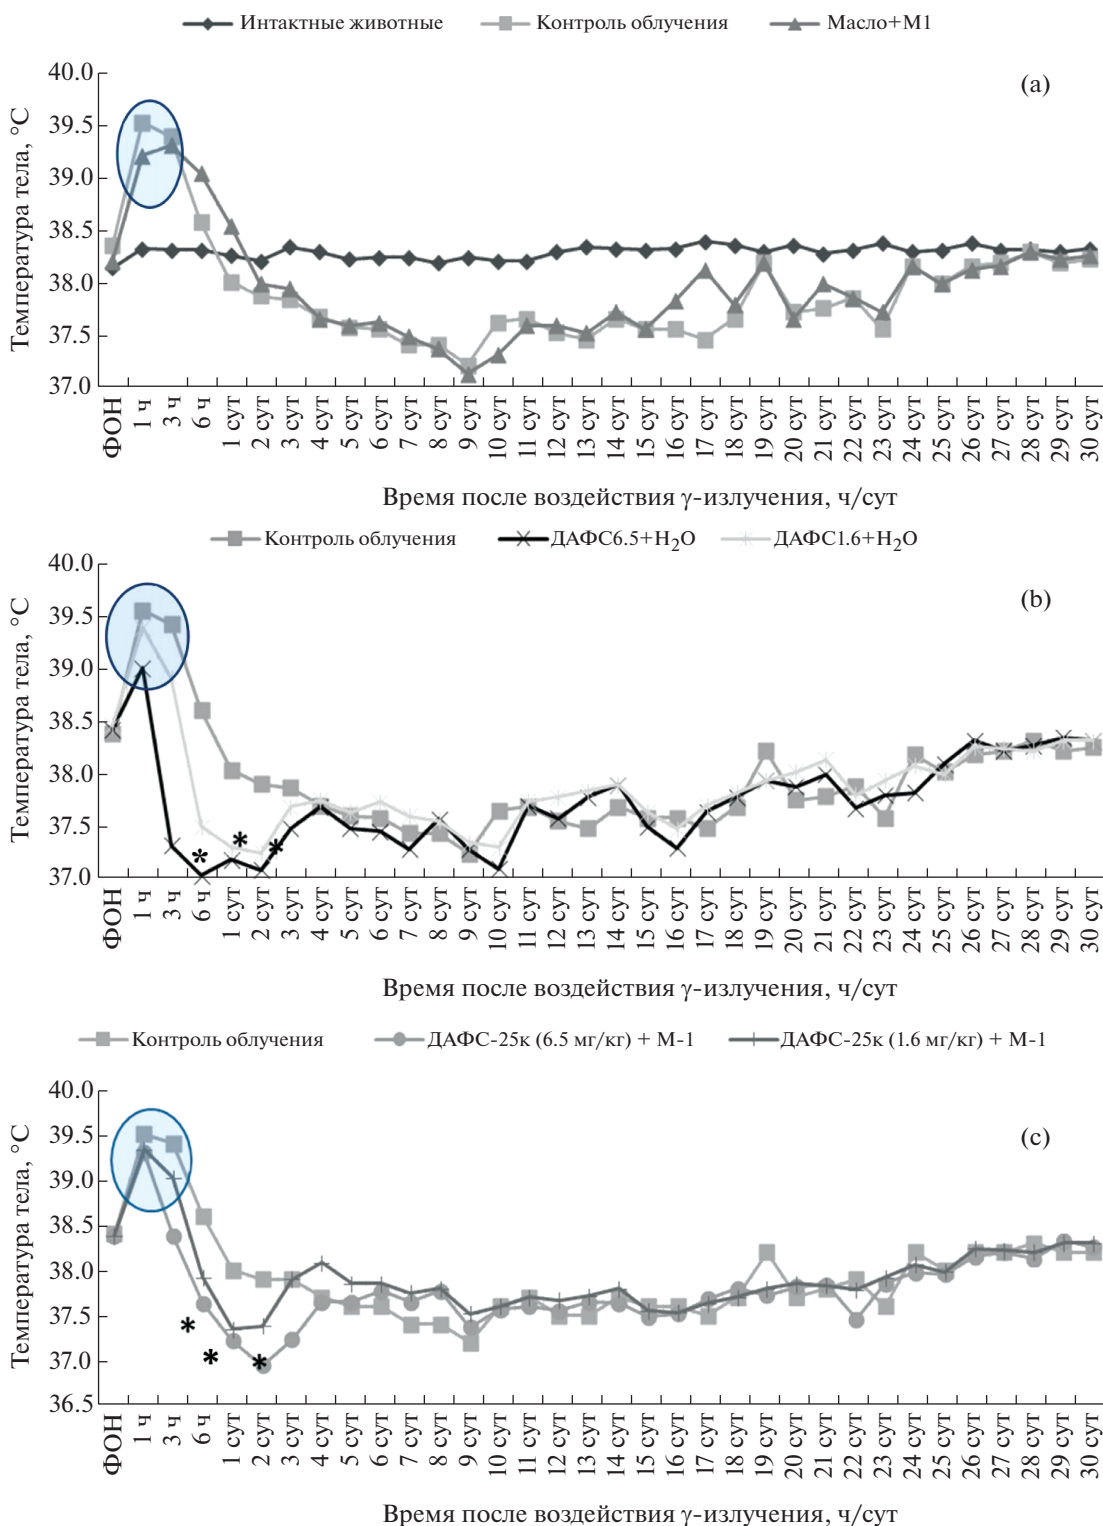 Интактные животные Контроль облучения Масло+М1
(a)
Температура тела, °C
40.0
39.5
39.0
38.5
38.0
37.5
37.0
ФОН 1 ч 3 ч 6 ч 1 сут 2 сут 3 сут 4 сут 5 сут 6 сут 7 сут 8 сут 9 сут 10 сут 11 сут 12 сут 13 сут 14 сут 15 сут 16 сут 17 сут 18 сут 19 сут 20 сут 21 сут 22 сут 23 сут 24 сут 25 сут 26 сут 27 сут 28 сут 29 сут 30 сут
Время после воздействия γ-излучения, ч/сут
Контроль облучения ДАФС6.5+H₂O ДАФС1.6+H₂O
(b)
Температура тела, °C
40.0
39.5
39.0
38.5
38.0
37.5
37.0
* * *
ФОН 1 ч 3 ч 6 ч 1 сут 2 сут 3 сут 4 сут 5 сут 6 сут 7 сут 8 сут 9 сут 10 сут 11 сут 12 сут 13 сут 14 сут 15 сут 16 сут 17 сут 18 сут 19 сут 20 сут 21 сут 22 сут 23 сут 24 сут 25 сут 26 сут 27 сут 28 сут 29 сут 30 сут
Время после воздействия γ-излучения, ч/сут
Контроль облучения ДАФС-25к (6.5 мг/кг) + М-1 ДАФС-25к (1.6 мг/кг) + М-1
(c)
Температура тела, °C
40.0
39.5
39.0
38.5
38.0
37.5
37.0
36.5
* * *
ФОН 1 ч 3 ч 6 ч 1 сут 2 сут 3 сут 4 сут 5 сут 6 сут 7 сут 8 сут 9 сут 10 сут 11 сут 12 сут 13 сут 14 сут 15 сут 16 сут 17 сут 18 сут 19 сут 20 сут 21 сут 22 сут 23 сут 24 сут 25 сут 26 сут 27 сут 28 сут 29 сут 30 сут
Время после воздействия γ-излучения, ч/сут